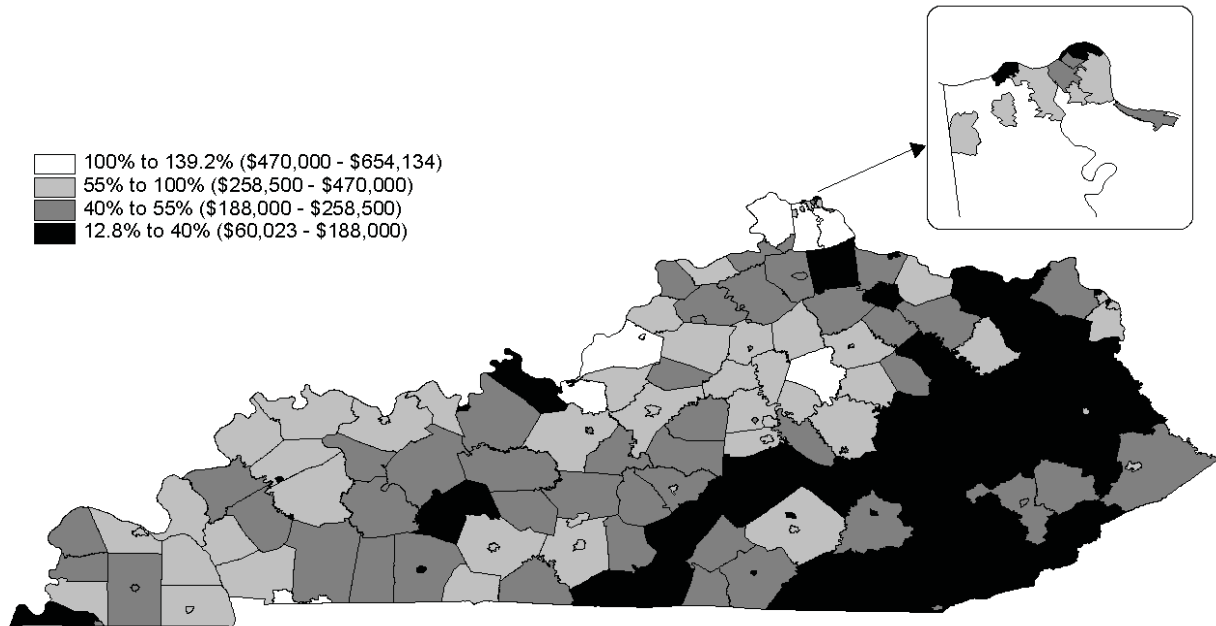 100% to 139.2% ($470,000 - $654,134)
55% to 100% ($258,500 - $470,000)
40% to 55% ($188,000 - $258,500)
12.8% to 40% ($60,023 - $188,000)